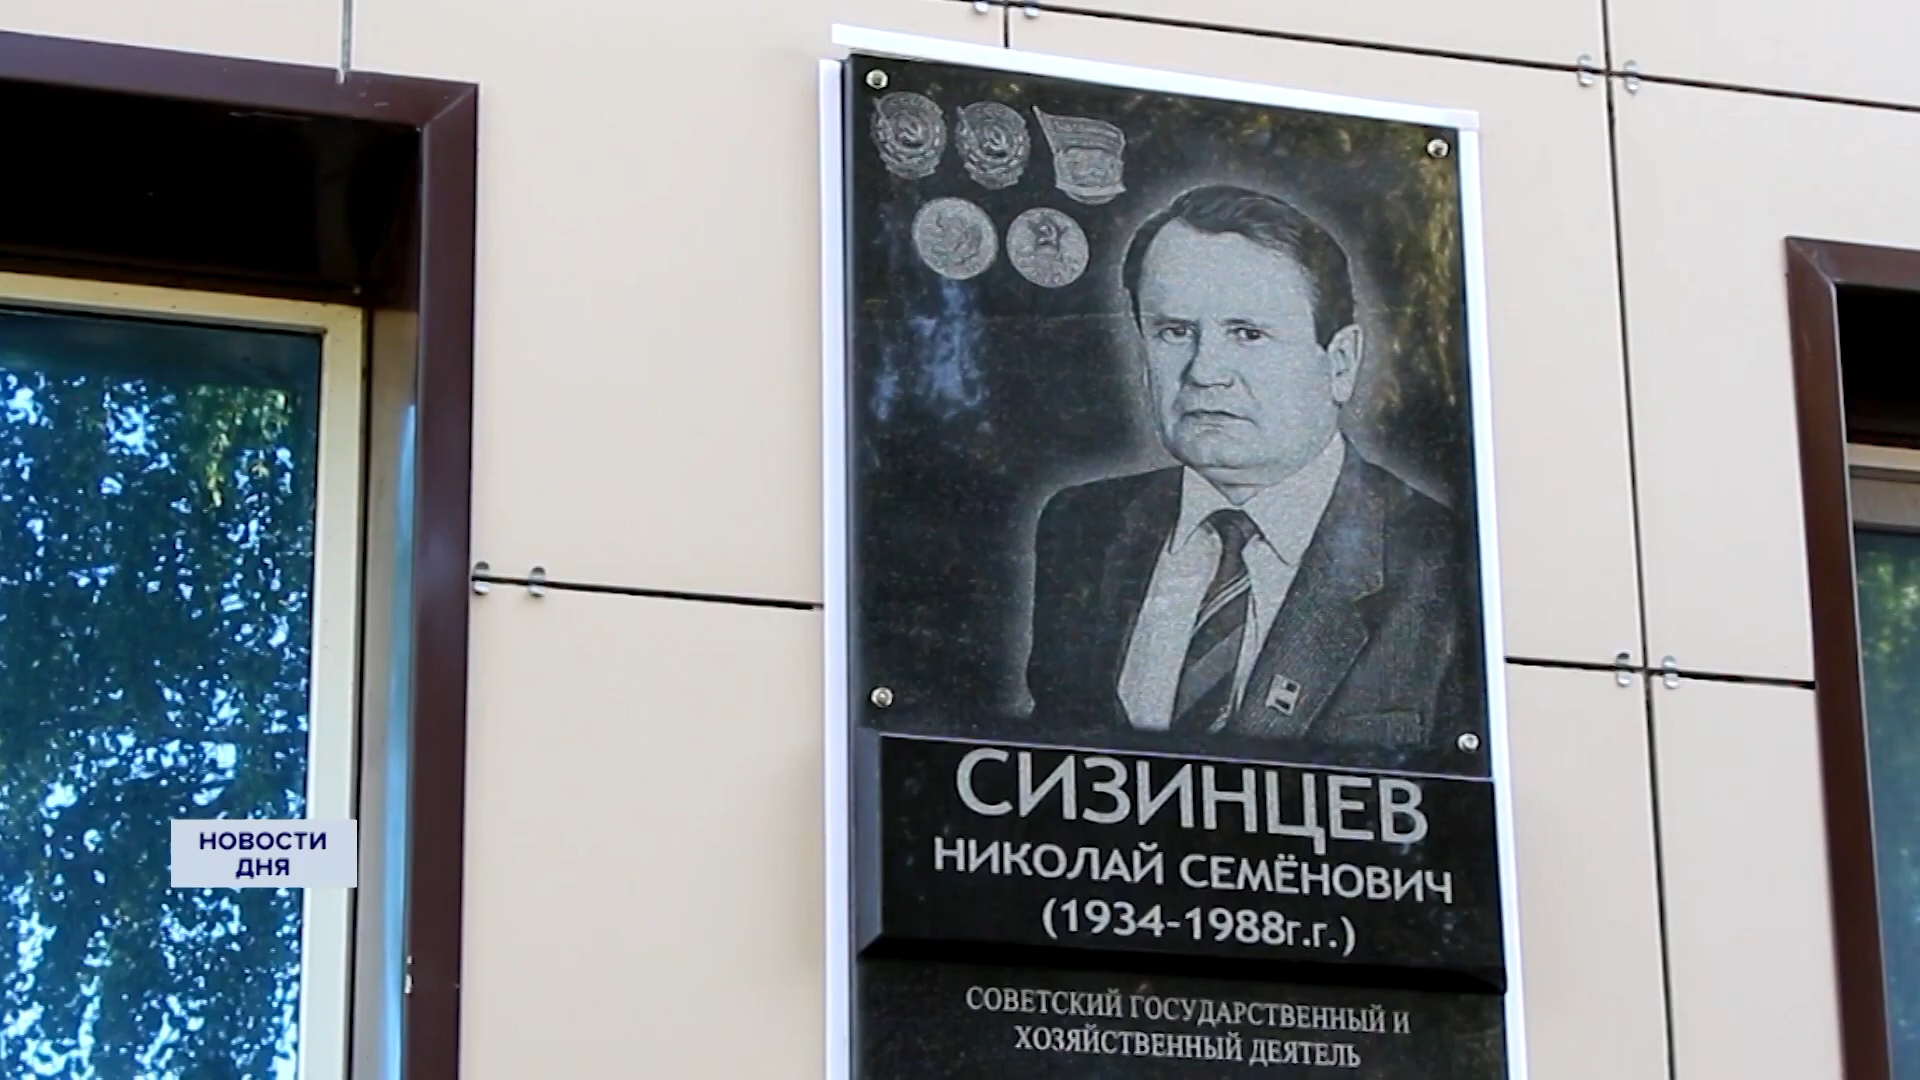 СИЗИНЦЕВ
НИКОЛАЙ СЕМЁНОВИЧ
(1934-1988г.г.)
СОВЕТСКИЙ ГОСУДАРСТВЕННЫЙ И
ХОЗЯЙСТВЕННЫЙ ДЕЯТЕЛЬ
НОВОСТИ
ДНЯ